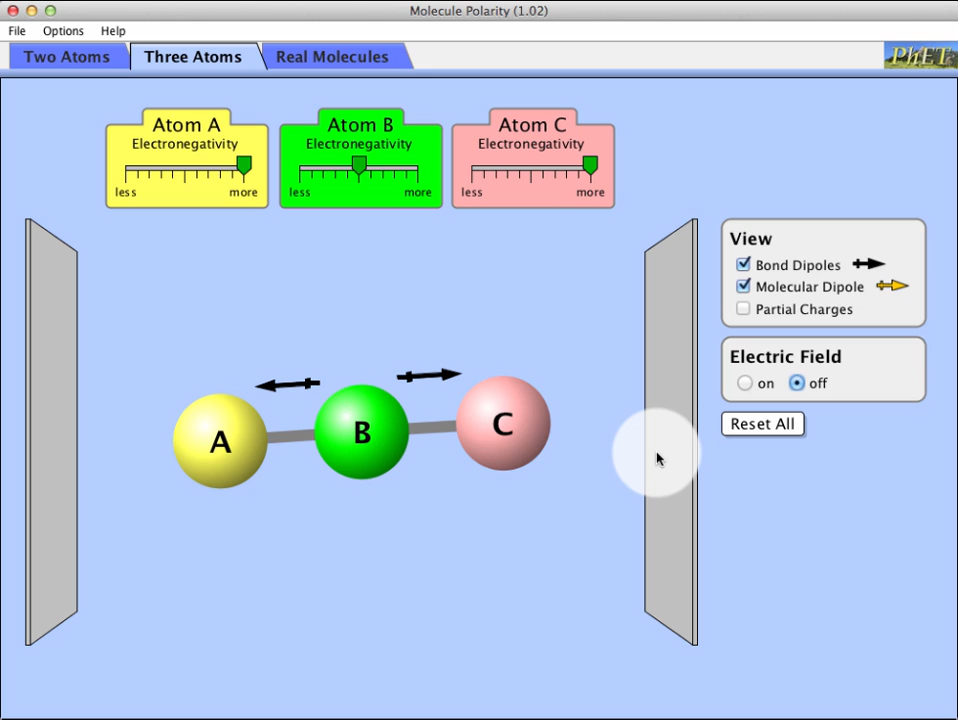 Molecule Polarity (1.02)
File Options Help
Two Atoms Three Atoms Real Molecules PhET
Atom A Atom B Atom C
Electronegativity Electronegativity Electronegativity
less more less more less more
View
Bond Dipoles
Molecular Dipole
Partial Charges
Electric Field
on off
Reset All
A B C